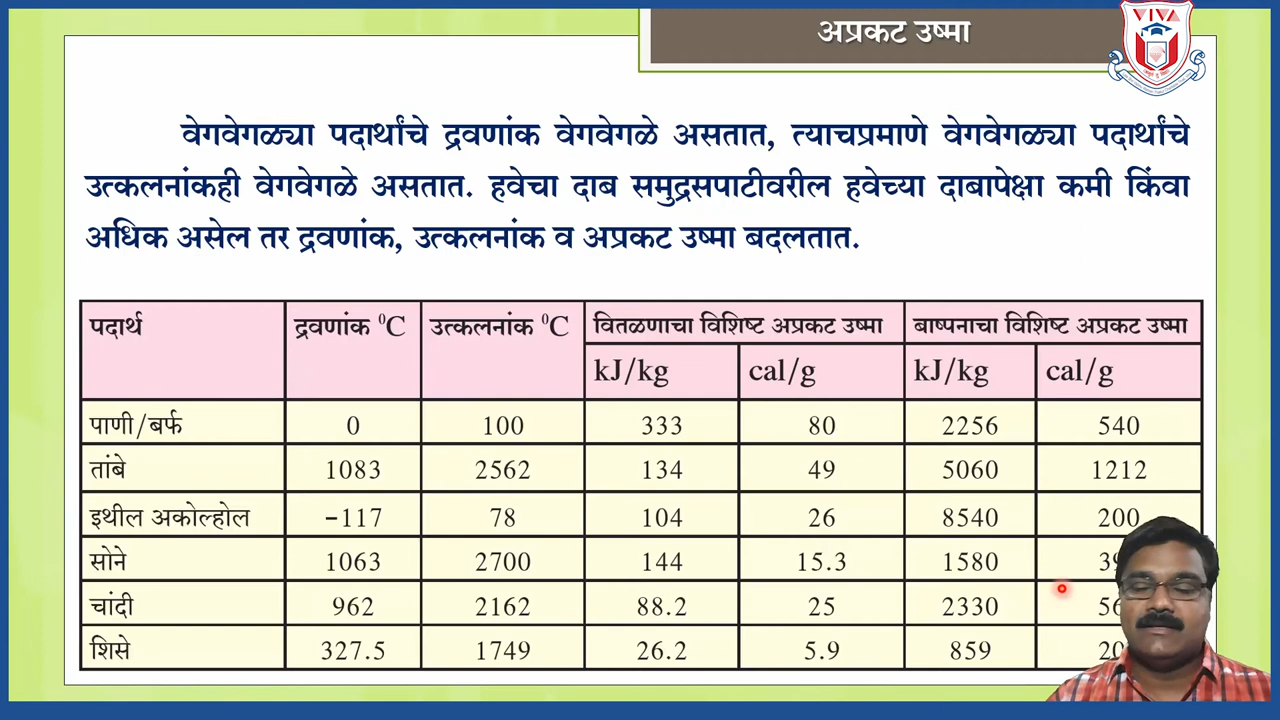 अप्रकट उष्मा
VIVA
वेगवेगळ्या पदार्थांचे द्रवणांक वेगवेगळे असतात, त्याचप्रमाणे वेगवेगळ्या पदार्थांचे
उत्कलनांकही वेगवेगळे असतात. हवेचा दाब समुद्रसपाटीवरील हवेच्या दाबापेक्षा कमी किंवा
अधिक असेल तर द्रवणांक, उत्कलनांक व अप्रकट उष्मा बदलतात.
पदार्थ द्रवणांक ⁰C उत्कलनांक ⁰C वितळणाचा विशिष्ट अप्रकट उष्मा बाष्पनाचा विशिष्ट अप्रकट उष्मा
kJ/kg cal/g kJ/kg cal/g
पाणी/बर्फ 0 100 333 80 2256 540
तांबे 1083 2562 134 49 5060 1212
इथील अकोल्होल −117 78 104 26 8540 200
सोने 1063 2700 144 15.3 1580
चांदी 962 2162 88.2 25 2330
शिसे 327.5 1749 26.2 5.9 859